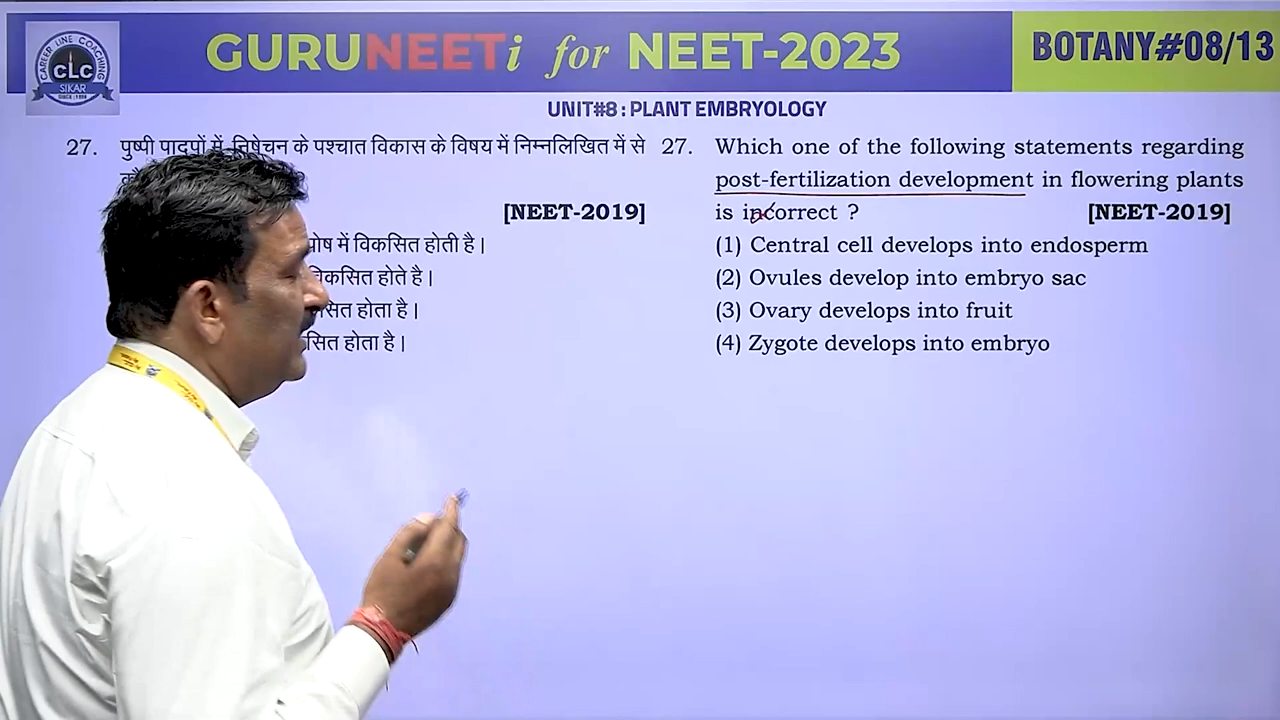 CAREER LINE COACHING
CLC
SIKAR
SINCE : 1996
GURUNEETi for NEET-2023
BOTANY#08/13
UNIT#8 : PLANT EMBRYOLOGY
27. पुष्पी पादपों में, निषेचन के पश्चात विकास के विषय में निम्नलिखित में से
[NEET-2019]
में विकसित होती है।
विकसित होते है।
होता है।
होता है।
27. Which one of the following statements regarding
post-fertilization development in flowering plants
is incorrect ? [NEET-2019]
(1) Central cell develops into endosperm
(2) Ovules develop into embryo sac
(3) Ovary develops into fruit
(4) Zygote develops into embryo